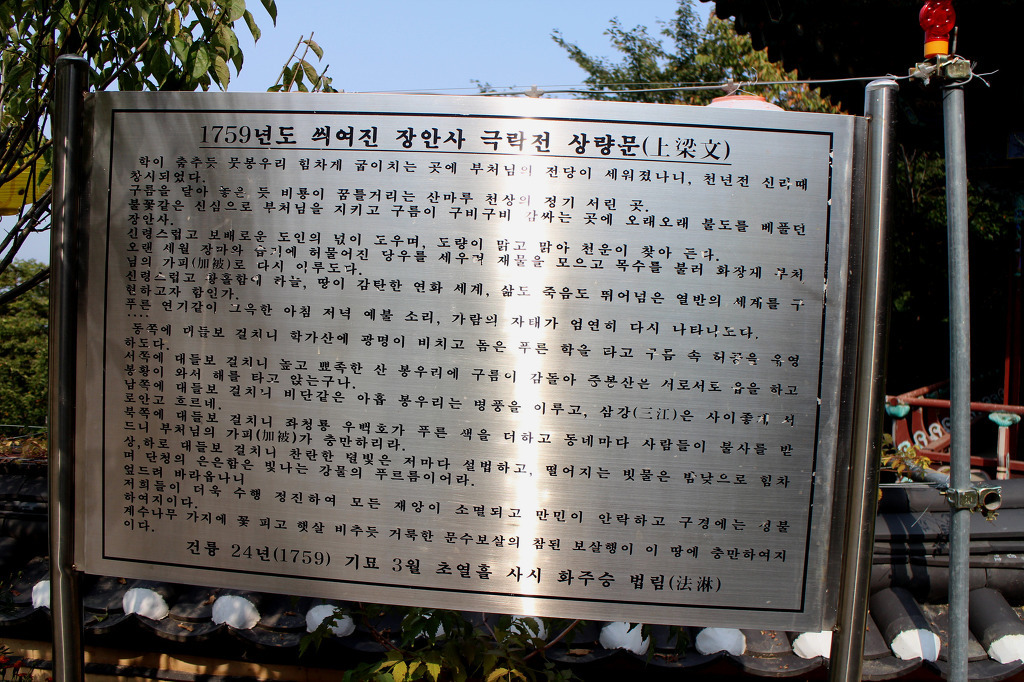 1759년도 씌여진 장안사 극락전 상량문(上梁文)
학이 춤추듯 묏봉우리 힘차게 굽이치는 곳에 부처님의 전당이 세워졌나니, 천년전 신라때
창시되었다.
구름을 달아 놓은 듯 비룡이 꿈틀거리는 산마루 천상의 정기 서린 곳.
불꽃같은 신심으로 부처님을 지키고 구름이 구비구비 감싸는 곳에 오래오래 불도를 베풀던
장안사.
신령스럽고 보배로운 도인의 넋이 도우며, 도량이 맑고 맑아 천운이 찾아 든다.
오랜 세월 장마와 습기에 허물어진 당우를 세우려 재물을 모으고 목수를 불러 화장게 부처
님의 가피(加被)로 다시 이루도다.
신령스럽고 황홀함에 하늘, 땅이 감탄한 연화 세계, 삶도 죽음도 뛰어넘은 열반의 세계를 구
현하고자 함인가.
푸른 연기같이 그윽한 아침 저녁 예불 소리, 가람의 자태가 엄연히 다시 나타나도다.
....
동쪽에 대들보 걸치니 학가산에 광명이 비치고 돋은 푸른 학을 타고 구름 속 허공을 유영
하도다.
서쪽에 대들보 걸치니 높고 뾰족한 산 봉우리에 구름이 감돌아 중봉산은 서로서로 읍을 하고
봉황이 와서 해를 타고 앉는구나.
남쪽에 대들보 걸치니 비단같은 아홉 봉우리는 병풍을 이루고, 삼강(三江)은 사이좋게 서
로안고 흐르네.
북쪽에 대들보 걸치니 좌청룡 우백호가 푸른 색을 더하고 동네마다 사람들이 불사를 받
드니 부처님의 가피(加被)가 충만하리라.
상,하로 대들보 걸치니 찬란한 별빛은 저마다 설법하고, 떨어지는 빗물은 밤낮으로 힘차
며 단청의 은은함은 빛나는 강물의 푸르름이어라.
엎드려 바라옵나니
저희들이 더욱 수행 정진하여 모든 재앙이 소멸되고 만민이 안락하고 구경에는 성불
하여지이다.
계수나무 가지에 꽃 피고 햇살 비추듯 거룩한 문수보살의 참된 보살행이 이 땅에 충만하여지
이다.
건륭 24년(1759) 기묘 3월 초열흘 사시 화주승 법림(法淋)